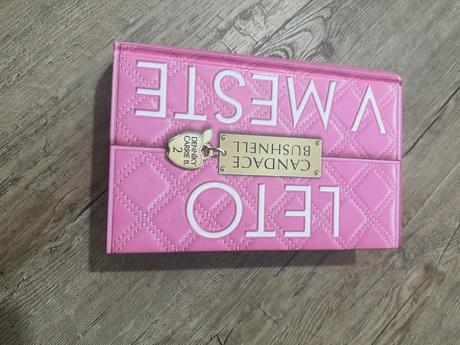 LETO
CANDACE
BUSHNELL
DENNÍKY
CARRIE B.
2
V MESTE